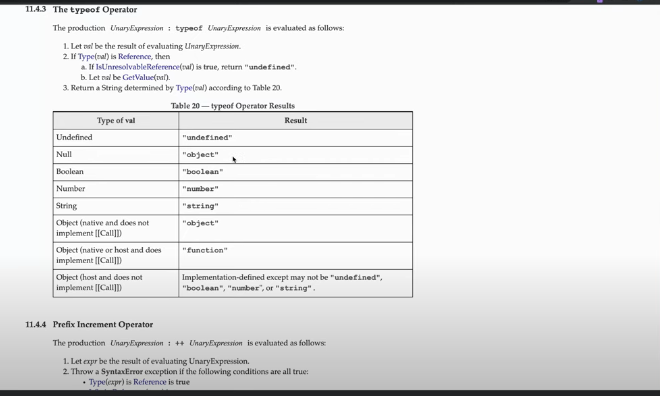 11.4.3 The typeof Operator
The production UnaryExpression : typeof UnaryExpression is evaluated as follows:
1. Let val be the result of evaluating UnaryExpression.
2. If Type(val) is Reference, then
a. If IsUnresolvableReference(val) is true, return "undefined".
b. Let val be GetValue(val).
3. Return a String determined by Type(val) according to Table 20.
Table 20 — typeof Operator Results
Type of val Result
Undefined "undefined"
Null "object"
Boolean "boolean"
Number "number"
String "string"
Object (native and does not "object"
implement [[Call]])
Object (native or host and does "function"
implement [[Call]])
Object (host and does not Implementation-defined except may not be "undefined",
implement [[Call]]) "boolean", "number", or "string".
11.4.4 Prefix Increment Operator
The production UnaryExpression : ++ UnaryExpression is evaluated as follows:
1. Let expr be the result of evaluating UnaryExpression.
2. Throw a SyntaxError exception if the following conditions are all true:
• Type(expr) is Reference is true